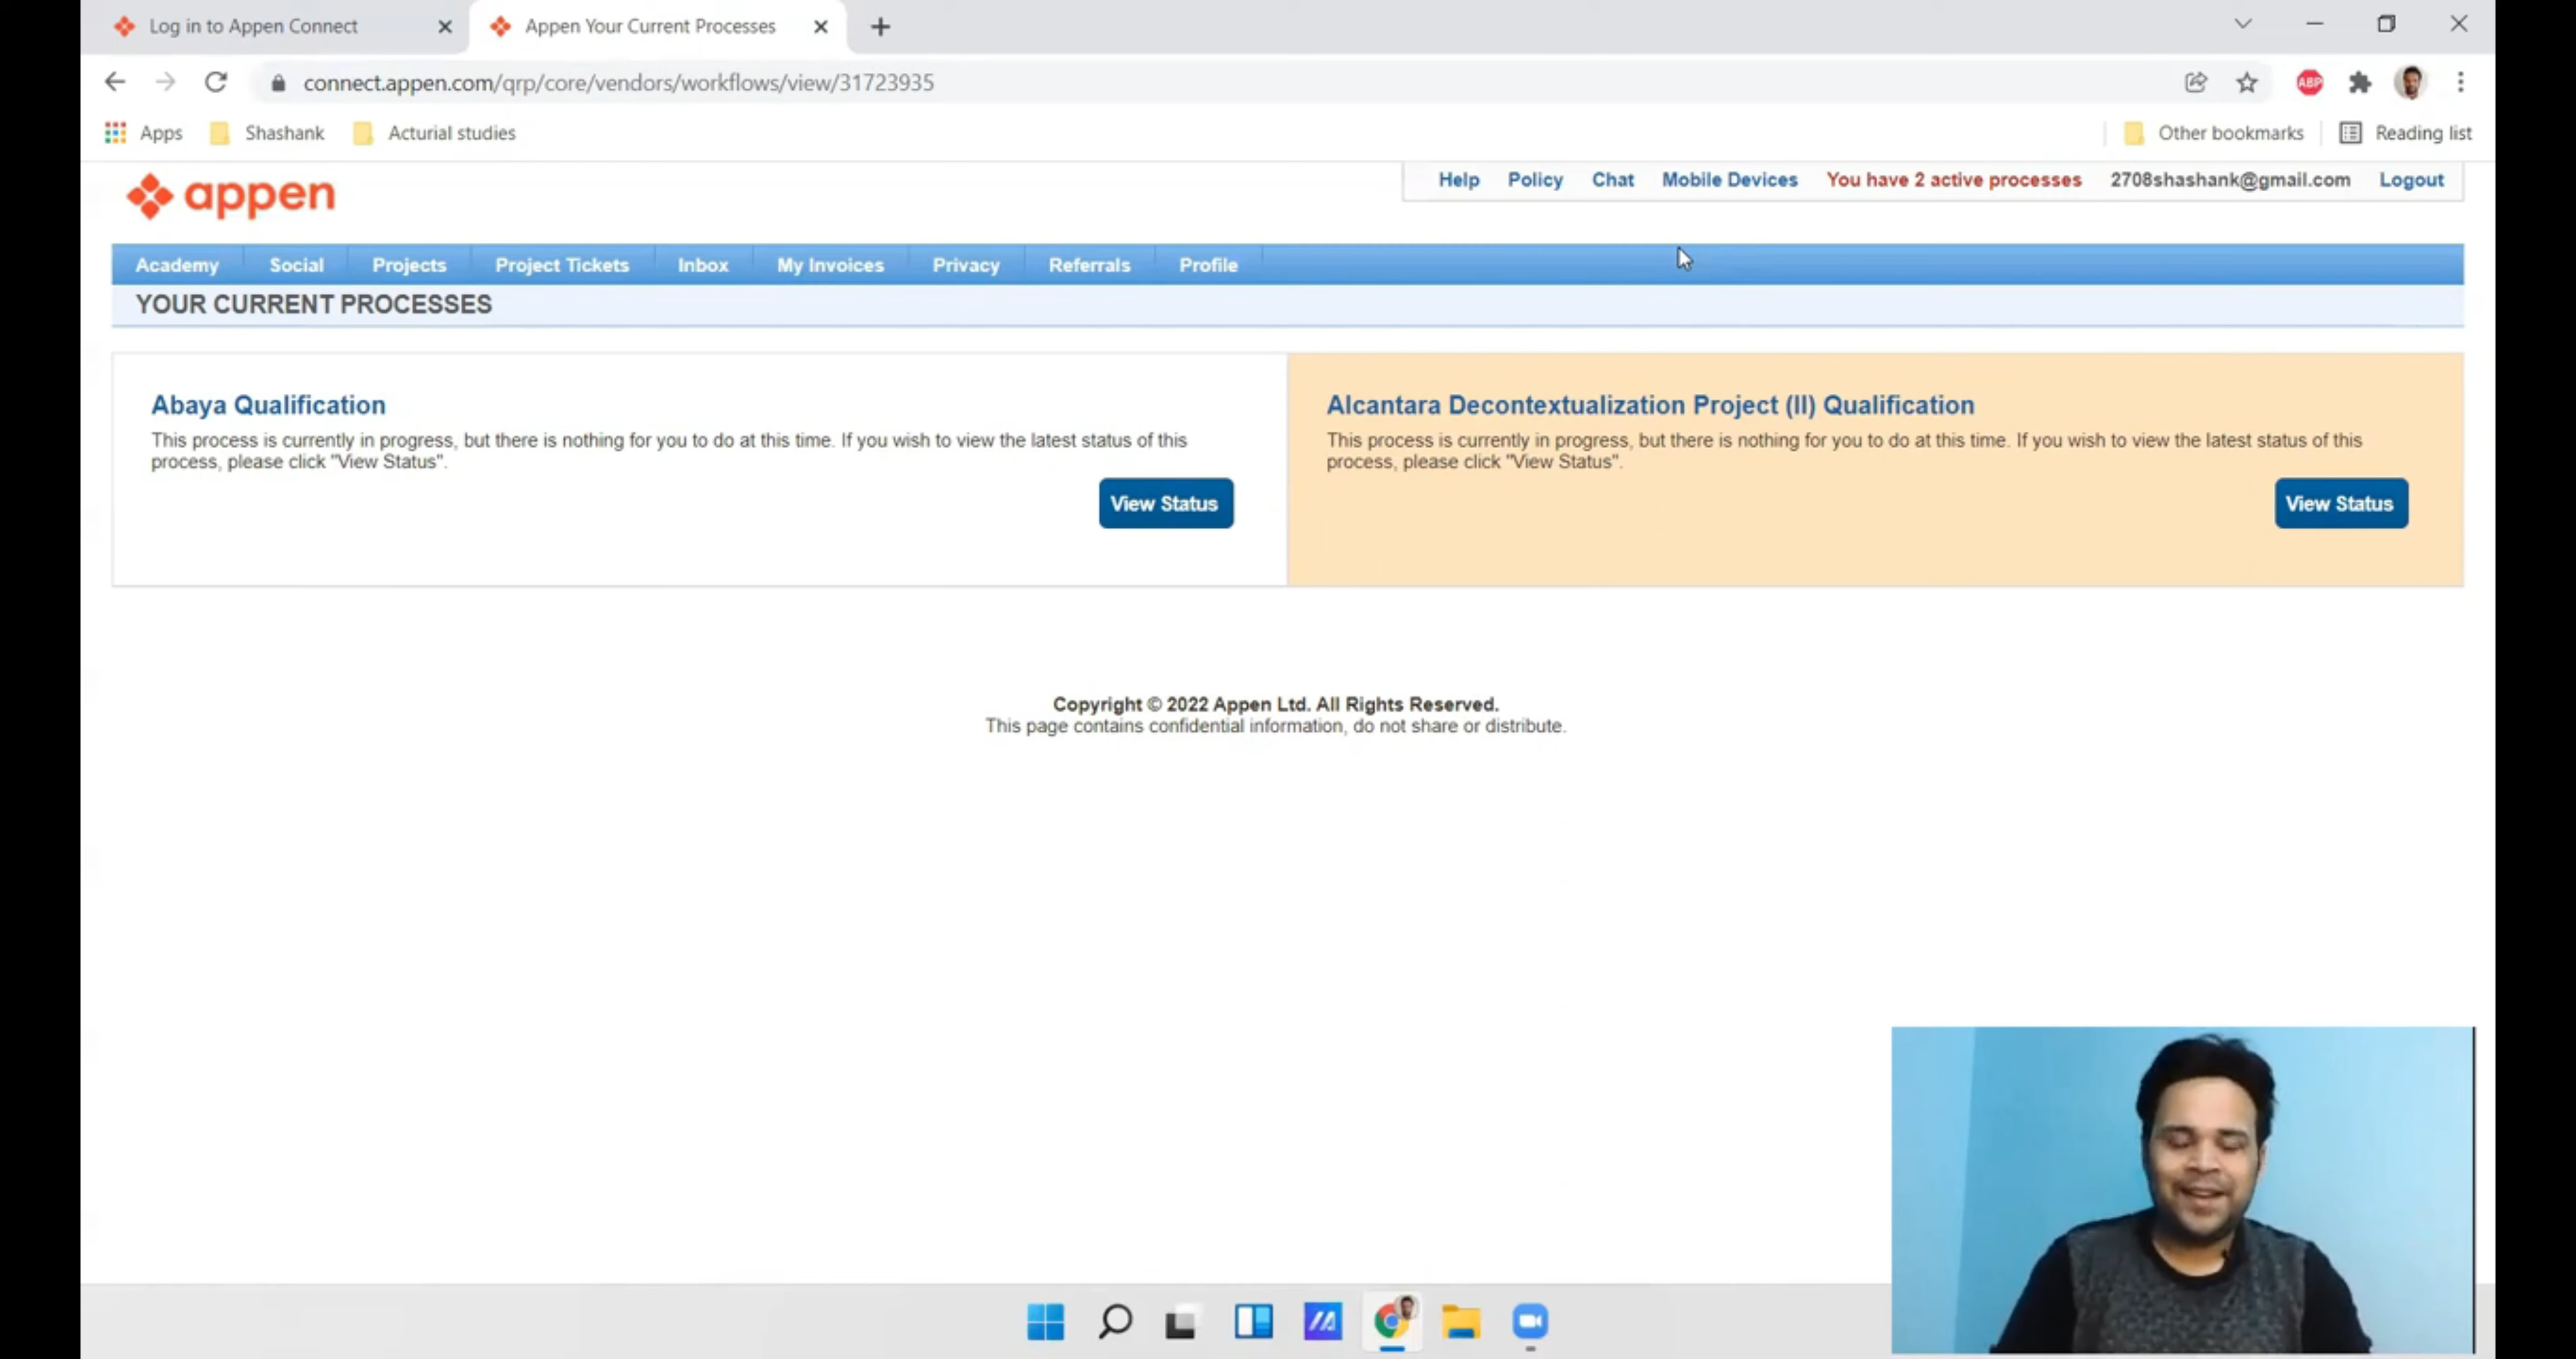 Log in to Appen Connect
Appen Your Current Processes
connect.appen.com/qrp/core/vendors/workflows/view/31723935
ABP
Apps Shashank Acturial studies Other bookmarks Reading list
appen
Help Policy Chat Mobile Devices You have 2 active processes 2708shashank@gmail.com Logout
Academy Social Projects Project Tickets Inbox My Invoices Privacy Referrals Profile
YOUR CURRENT PROCESSES
Abaya Qualification
This process is currently in progress, but there is nothing for you to do at this time. If you wish to view the latest status of this
process, please click "View Status".
View Status
Alcantara Decontextualization Project (II) Qualification
This process is currently in progress, but there is nothing for you to do at this time. If you wish to view the latest status of this
process, please click "View Status".
View Status
Copyright © 2022 Appen Ltd. All Rights Reserved.
This page contains confidential information, do not share or distribute.